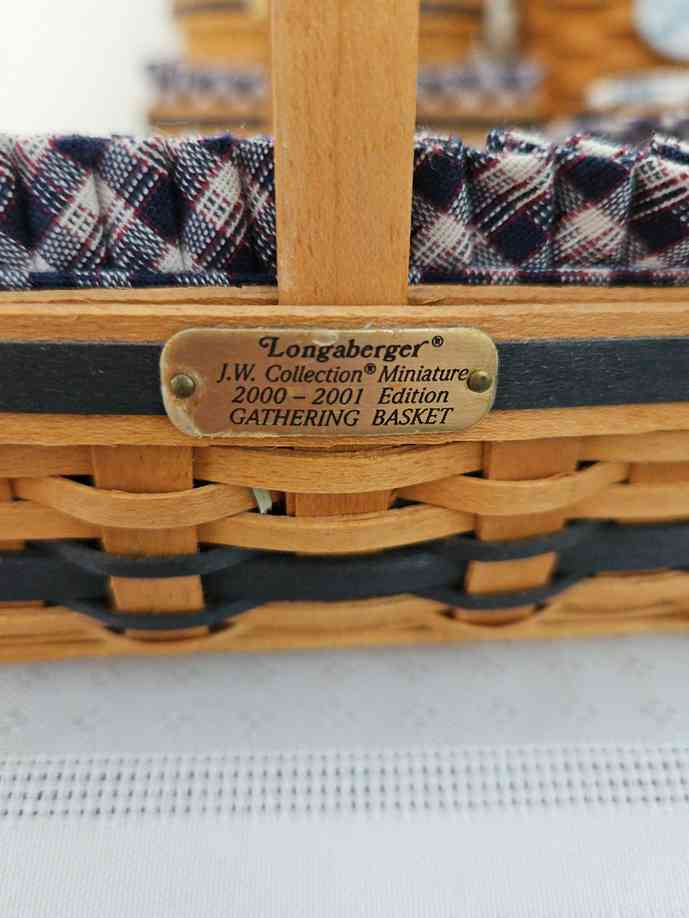 Longaberger®
J.W. Collection® Miniature
2000 – 2001 Edition
GATHERING BASKET